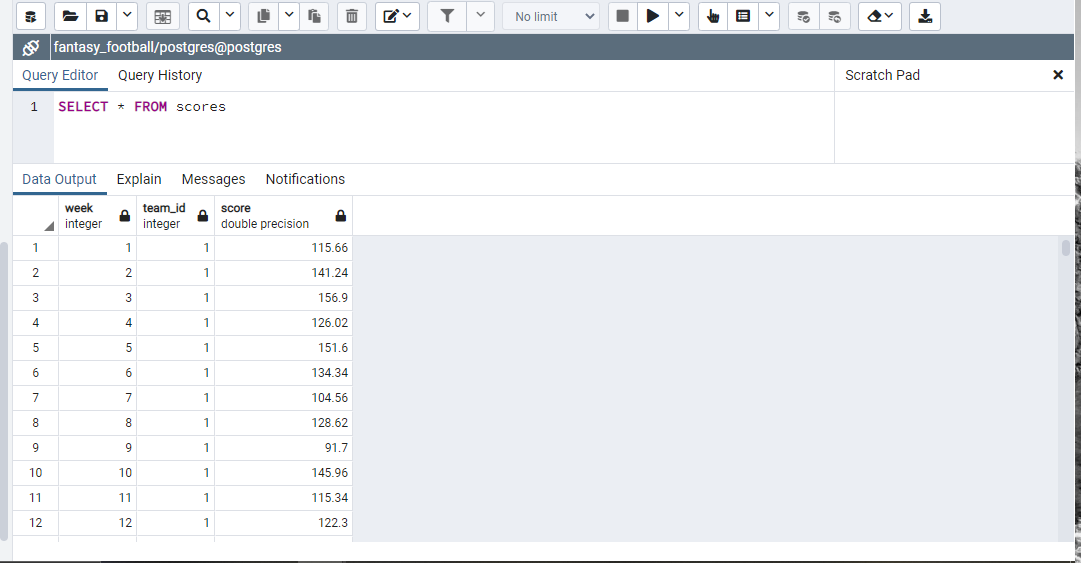 No limit
fantasy_football/postgres@postgres
Query Editor Query History Scratch Pad
1 SELECT * FROM scores
Data Output Explain Messages Notifications
week team_id score
integer integer double precision
1 1 1 115.66
2 2 1 141.24
3 3 1 156.9
4 4 1 126.02
5 5 1 151.6
6 6 1 134.34
7 7 1 104.56
8 8 1 128.62
9 9 1 91.7
10 10 1 145.96
11 11 1 115.34
12 12 1 122.3